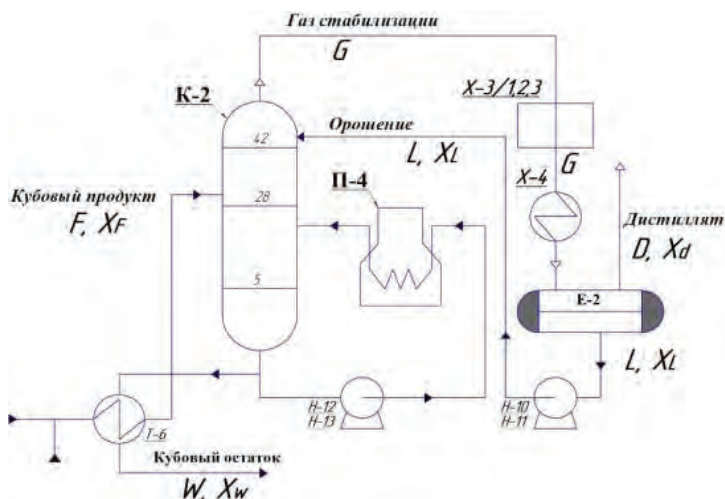 Газ стабилизации
G
К-2
Х-3/1,2,3
42
Орошение
L, XL
G
П-4
Х-4
Кубовый продукт
F, XF
28
Дистиллят
D, Xd
5
Е-2
L, XL
Н-12
Н-13
Н-10
Н-11
Т-6
Кубовый остаток
W, Xw